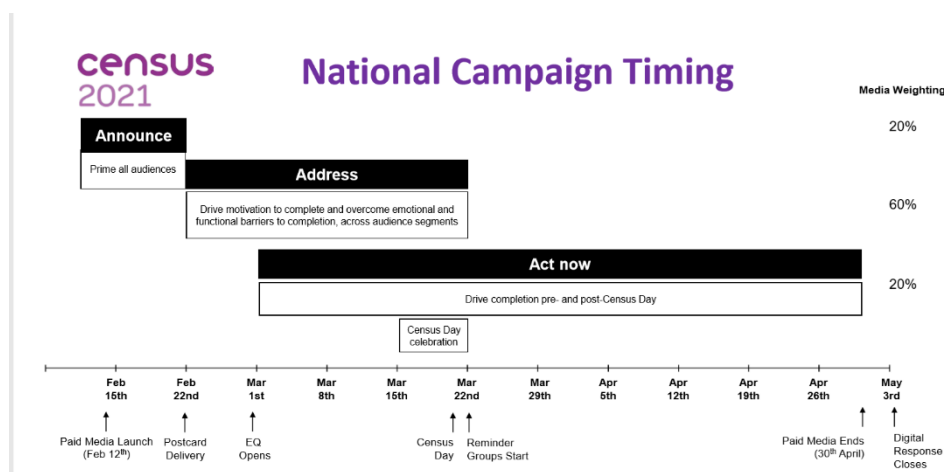 census
2021
National Campaign Timing
Media Weighting
Announce
20%
Prime all audiences
Address
Drive motivation to complete and overcome emotional and
functional barriers to completion, across audience segments
60%
Act now
Drive completion pre- and post-Census Day
20%
Census Day
celebration
Feb
15th
Feb
22nd
Mar
1st
Mar
8th
Mar
15th
Mar
22nd
Mar
29th
Apr
5th
Apr
12th
Apr
19th
Apr
26th
May
3rd
Paid Media Launch
(Feb 12th)
Postcard
Delivery
EQ
Opens
Census
Day
Reminder
Groups Start
Paid Media Ends
(30th April)
Digital
Response
Closes